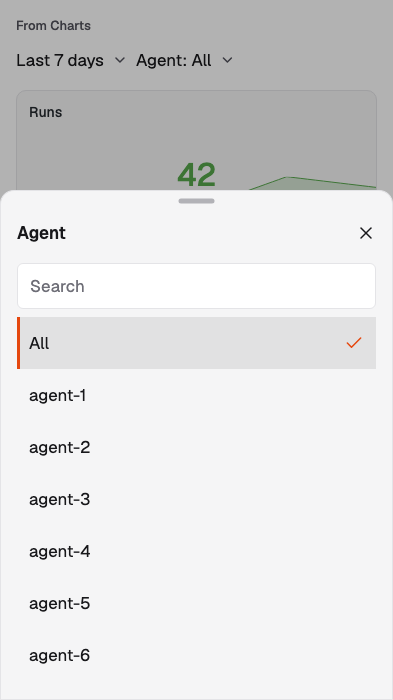 From Charts
Last 7 days Agent: All
Runs
42
Agent
Search
All
agent-1
agent-2
agent-3
agent-4
agent-5
agent-6